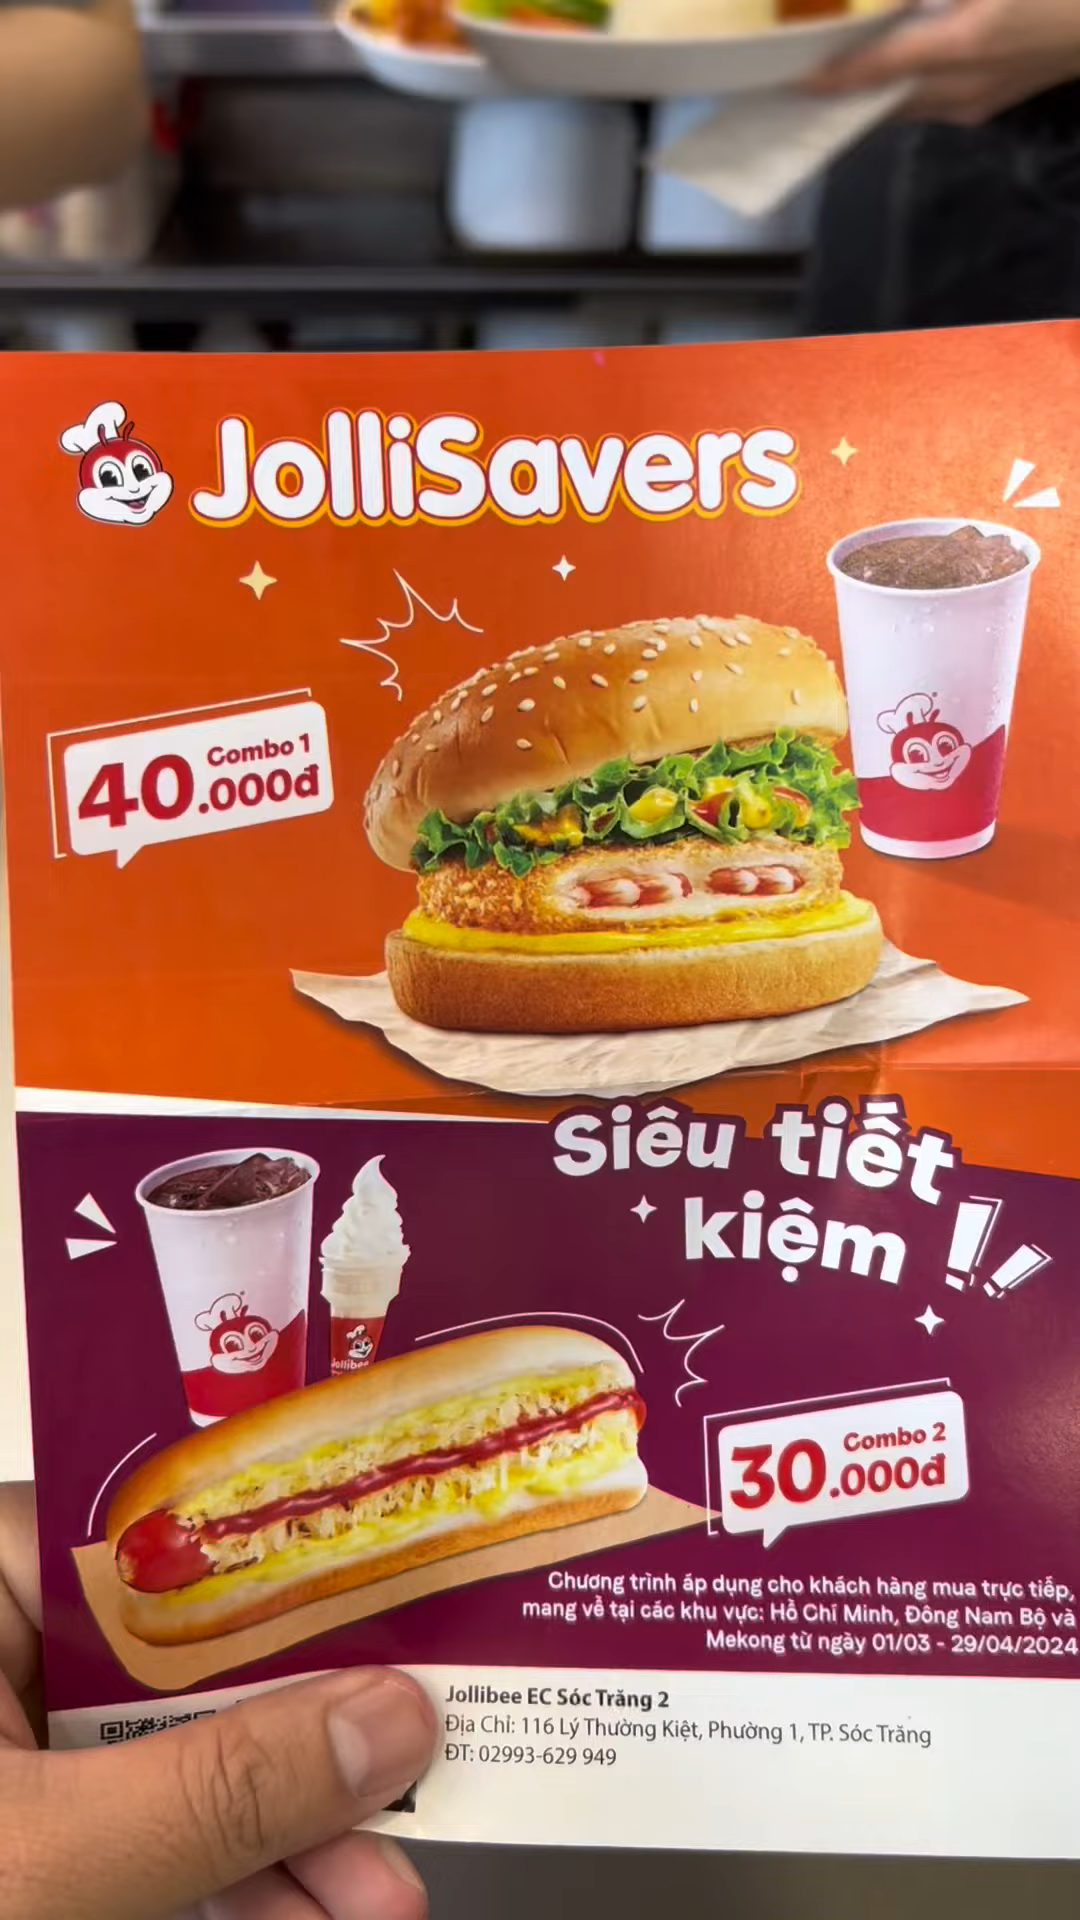 JolliSavers
Combo 1
40.000đ
Siêu tiết
kiệm !!
Jollibee
Combo 2
30.000đ
Chương trình áp dụng cho khách hàng mua trực tiếp,
mang về tại các khu vực: Hồ Chí Minh, Đông Nam Bộ và
Mekong từ ngày 01/03 - 29/04/2024
Jollibee EC Sóc Trăng 2
Địa Chỉ: 116 Lý Thường Kiệt, Phường 1, TP. Sóc Trăng
ĐT: 02993-629 949